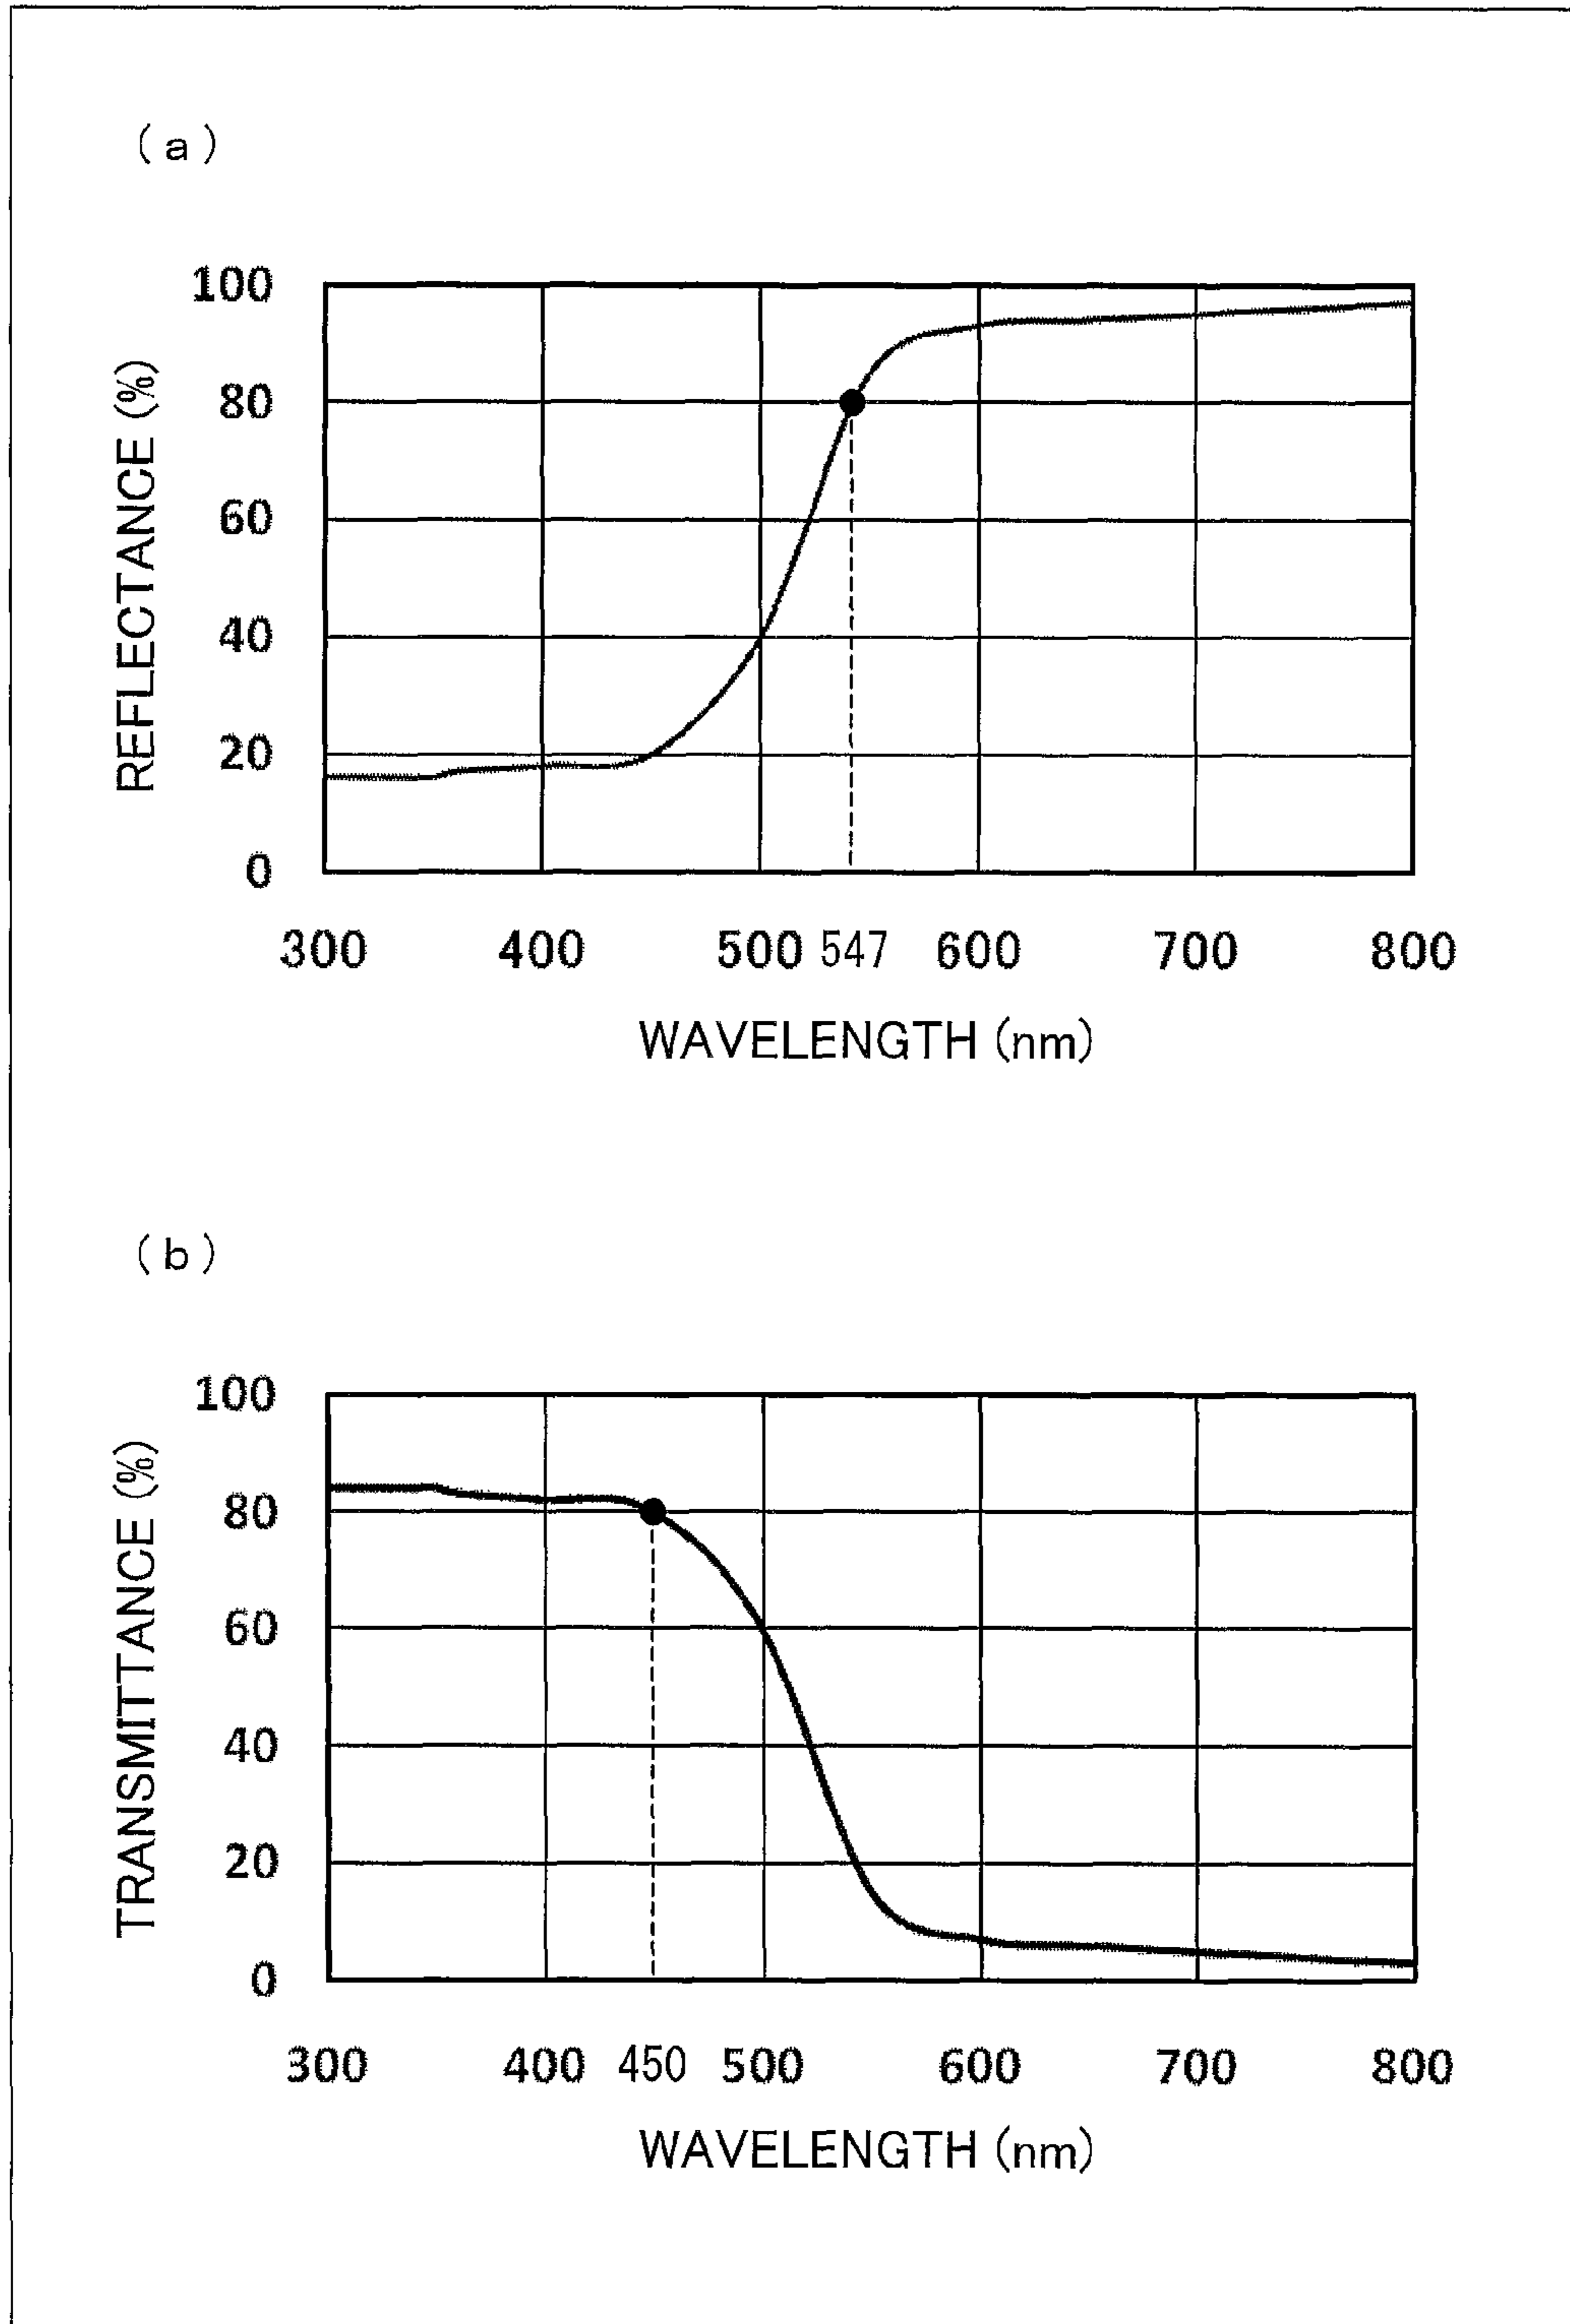 (a)
100
80
60
40
20
0
REFLECTANCE (%)
300 400 500 547 600 700 800
WAVELENGTH (nm)
(b)
100
80
60
40
20
0
TRANSMITTANCE (%)
300 400 450 500 600 700 800
WAVELENGTH (nm)